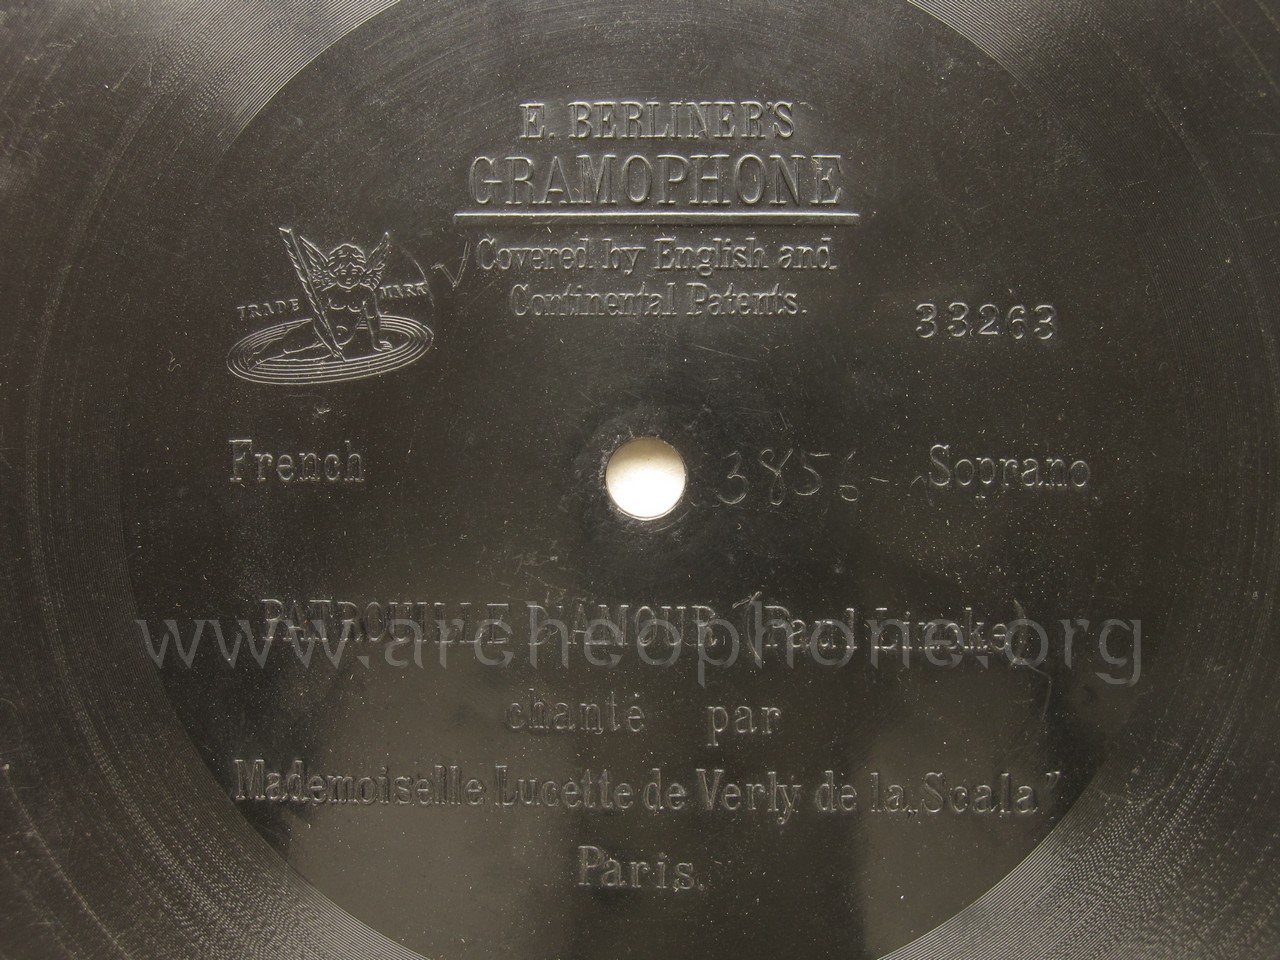 E. BERLINER'S
GRAMOPHONE
Covered by English and
Continental Patents.
TRADE MARK
33263
French
3856-
Soprano
PATROUILLE D'AMOUR (Paul Lincke)
www.archeophone.org
chanté par
Mademoiselle Lucette de Verly de la Scala"
Paris.